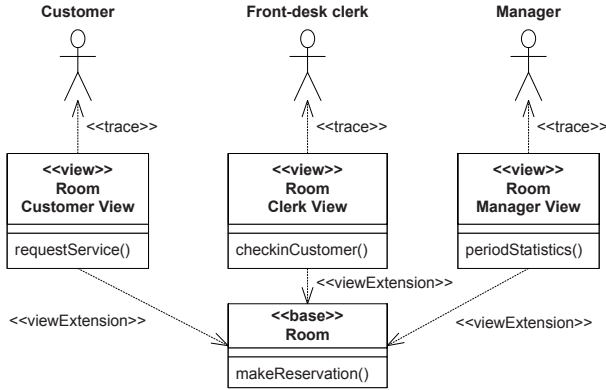 Customer
Front-desk clerk
Manager
<<trace>>
<<trace>>
<<trace>>
<<view>>
Room
Customer View
requestService()
<<view>>
Room
Clerk View
checkinCustomer()
<<view>>
Room
Manager View
periodStatistics()
<<viewExtension>>
<<viewExtension>>
<<viewExtension>>
<<base>>
Room
makeReservation()